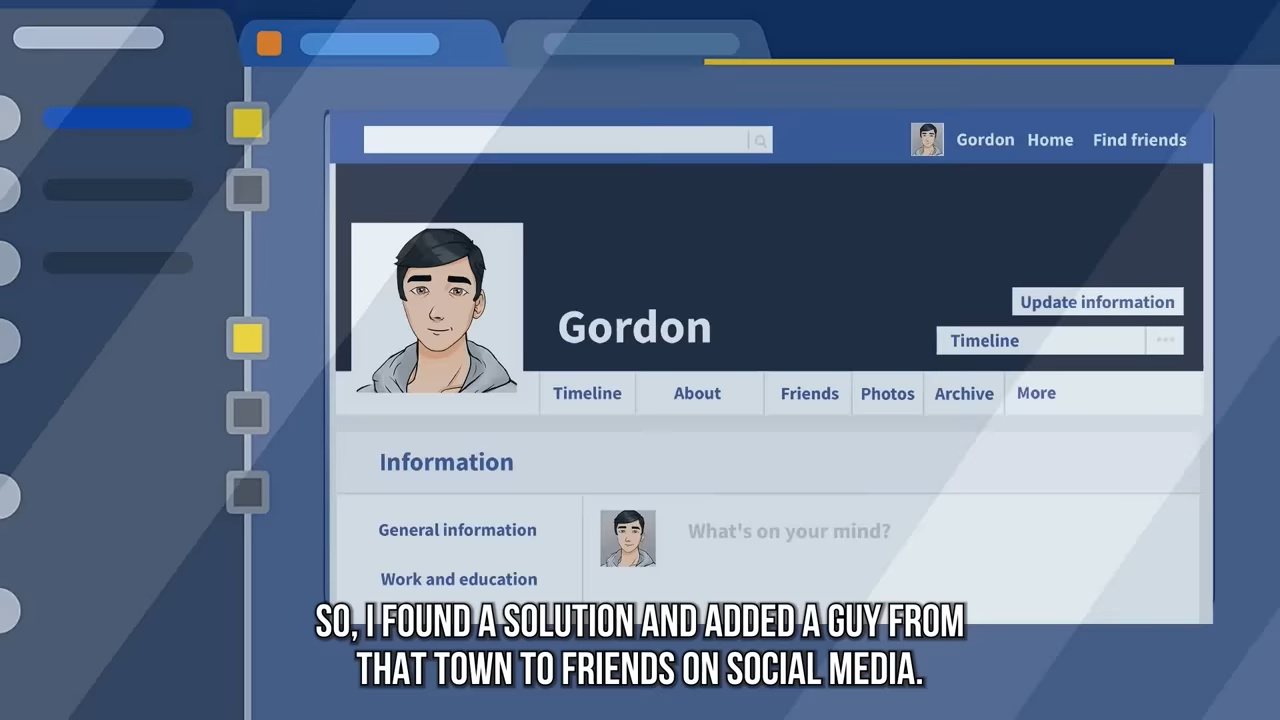 Gordon Home Find friends
Gordon
Update information
Timeline
Timeline About Friends Photos Archive More
Information
General information
What's on your mind?
Work and education
SO, I FOUND A SOLUTION AND ADDED A GUY FROM
THAT TOWN TO FRIENDS ON SOCIAL MEDIA.